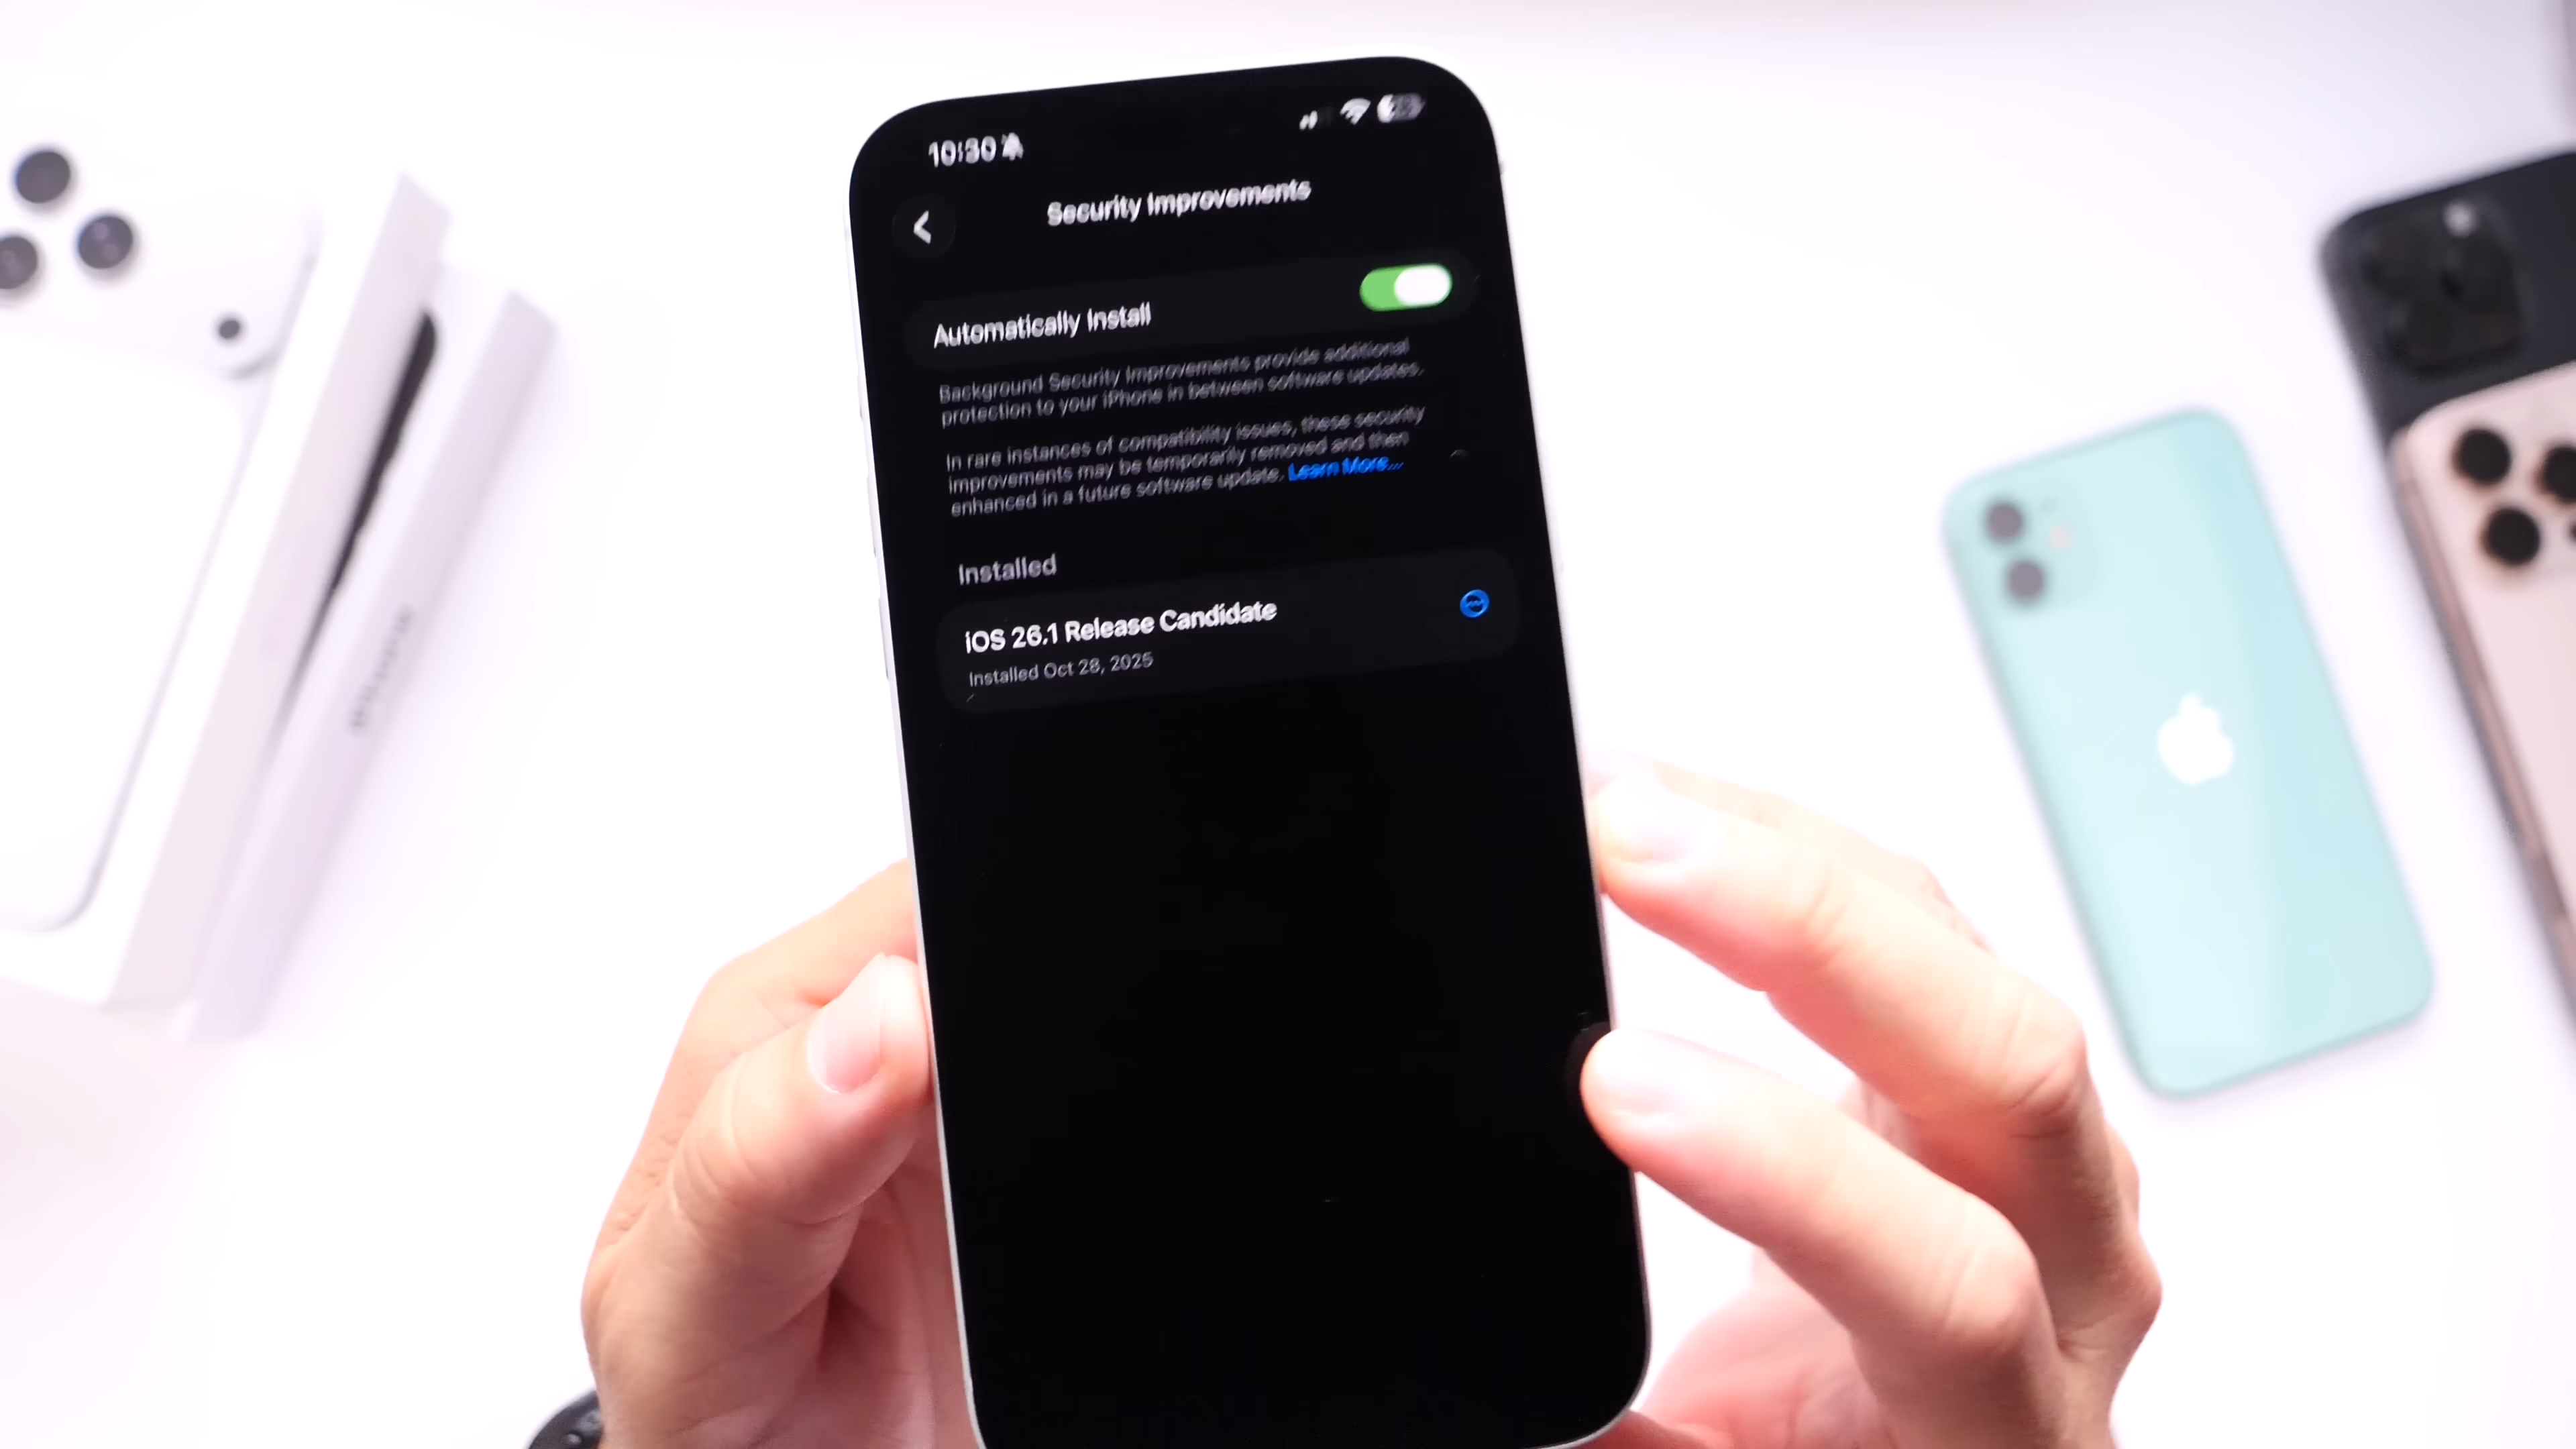 10:30
Security Improvements
Automatically Install
Background Security Improvements provide additional
protection to your iPhone in between software updates.
In rare instances of compatibility issues, these security
improvements may be temporarily removed and then
enhanced in a future software update. Learn More...
Installed
iOS 26.1 Release Candidate
Installed Oct 28, 2025